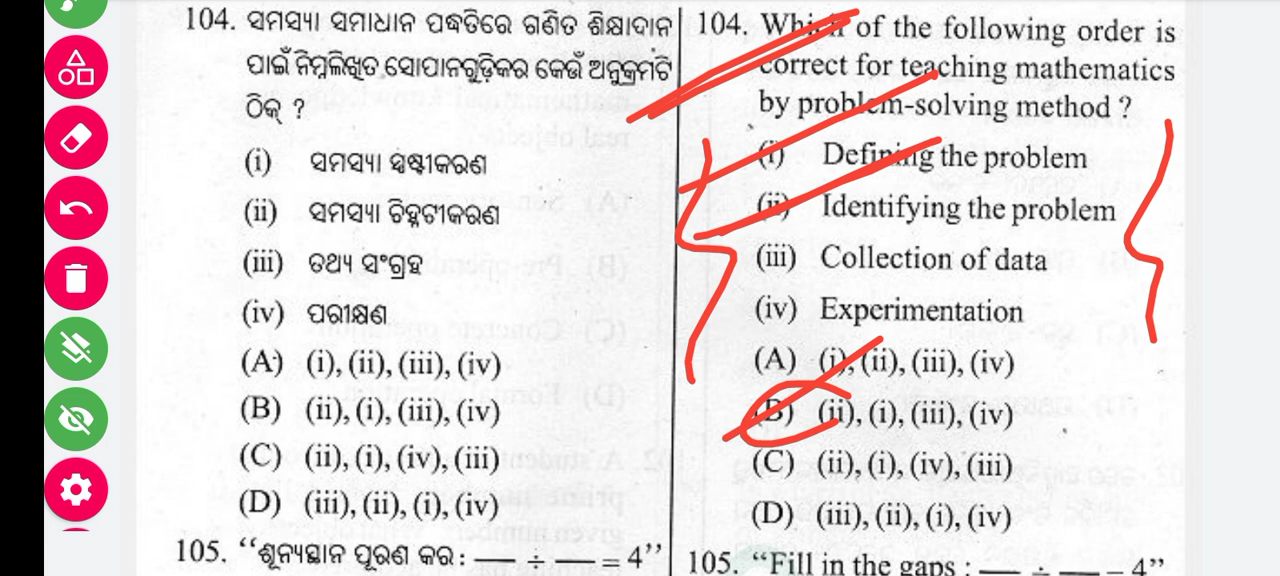 104. ସମସ୍ୟା ସମାଧାନ ପଦ୍ଧତିରେ ଗଣିତ ଶିକ୍ଷାଦାନ
ପାଇଁ ନିମ୍ନଲିଖିତ ସୋପାନଗୁଡ଼ିକର କେଉଁ ଅନୁକ୍ରମଟି
ଠିକ୍ ?
(i) ସମସ୍ୟା ସ୍ପଷ୍ଟୀକରଣ
(ii) ସମସ୍ୟା ଚିହ୍ନଟୀକରଣ
(iii) ତଥ୍ୟ ସଂଗ୍ରହ
(iv) ପରୀକ୍ଷଣ
(A) (i), (ii), (iii), (iv)
(B) (ii), (i), (iii), (iv)
(C) (ii), (i), (iv), (iii)
(D) (iii), (ii), (i), (iv)
105. ‘‘ଶୂନ୍ୟସ୍ଥାନ ପୂରଣ କର : __ ÷ __ = 4’’
104. Which of the following order is
correct for teaching mathematics
by problem-solving method ?
(i) Defining the problem
(ii) Identifying the problem
(iii) Collection of data
(iv) Experimentation
(A) (i), (ii), (iii), (iv)
(B) (ii), (i), (iii), (iv)
(C) (ii), (i), (iv), (iii)
(D) (iii), (ii), (i), (iv)
105. “Fill in the gaps : __ ÷ __ = 4”